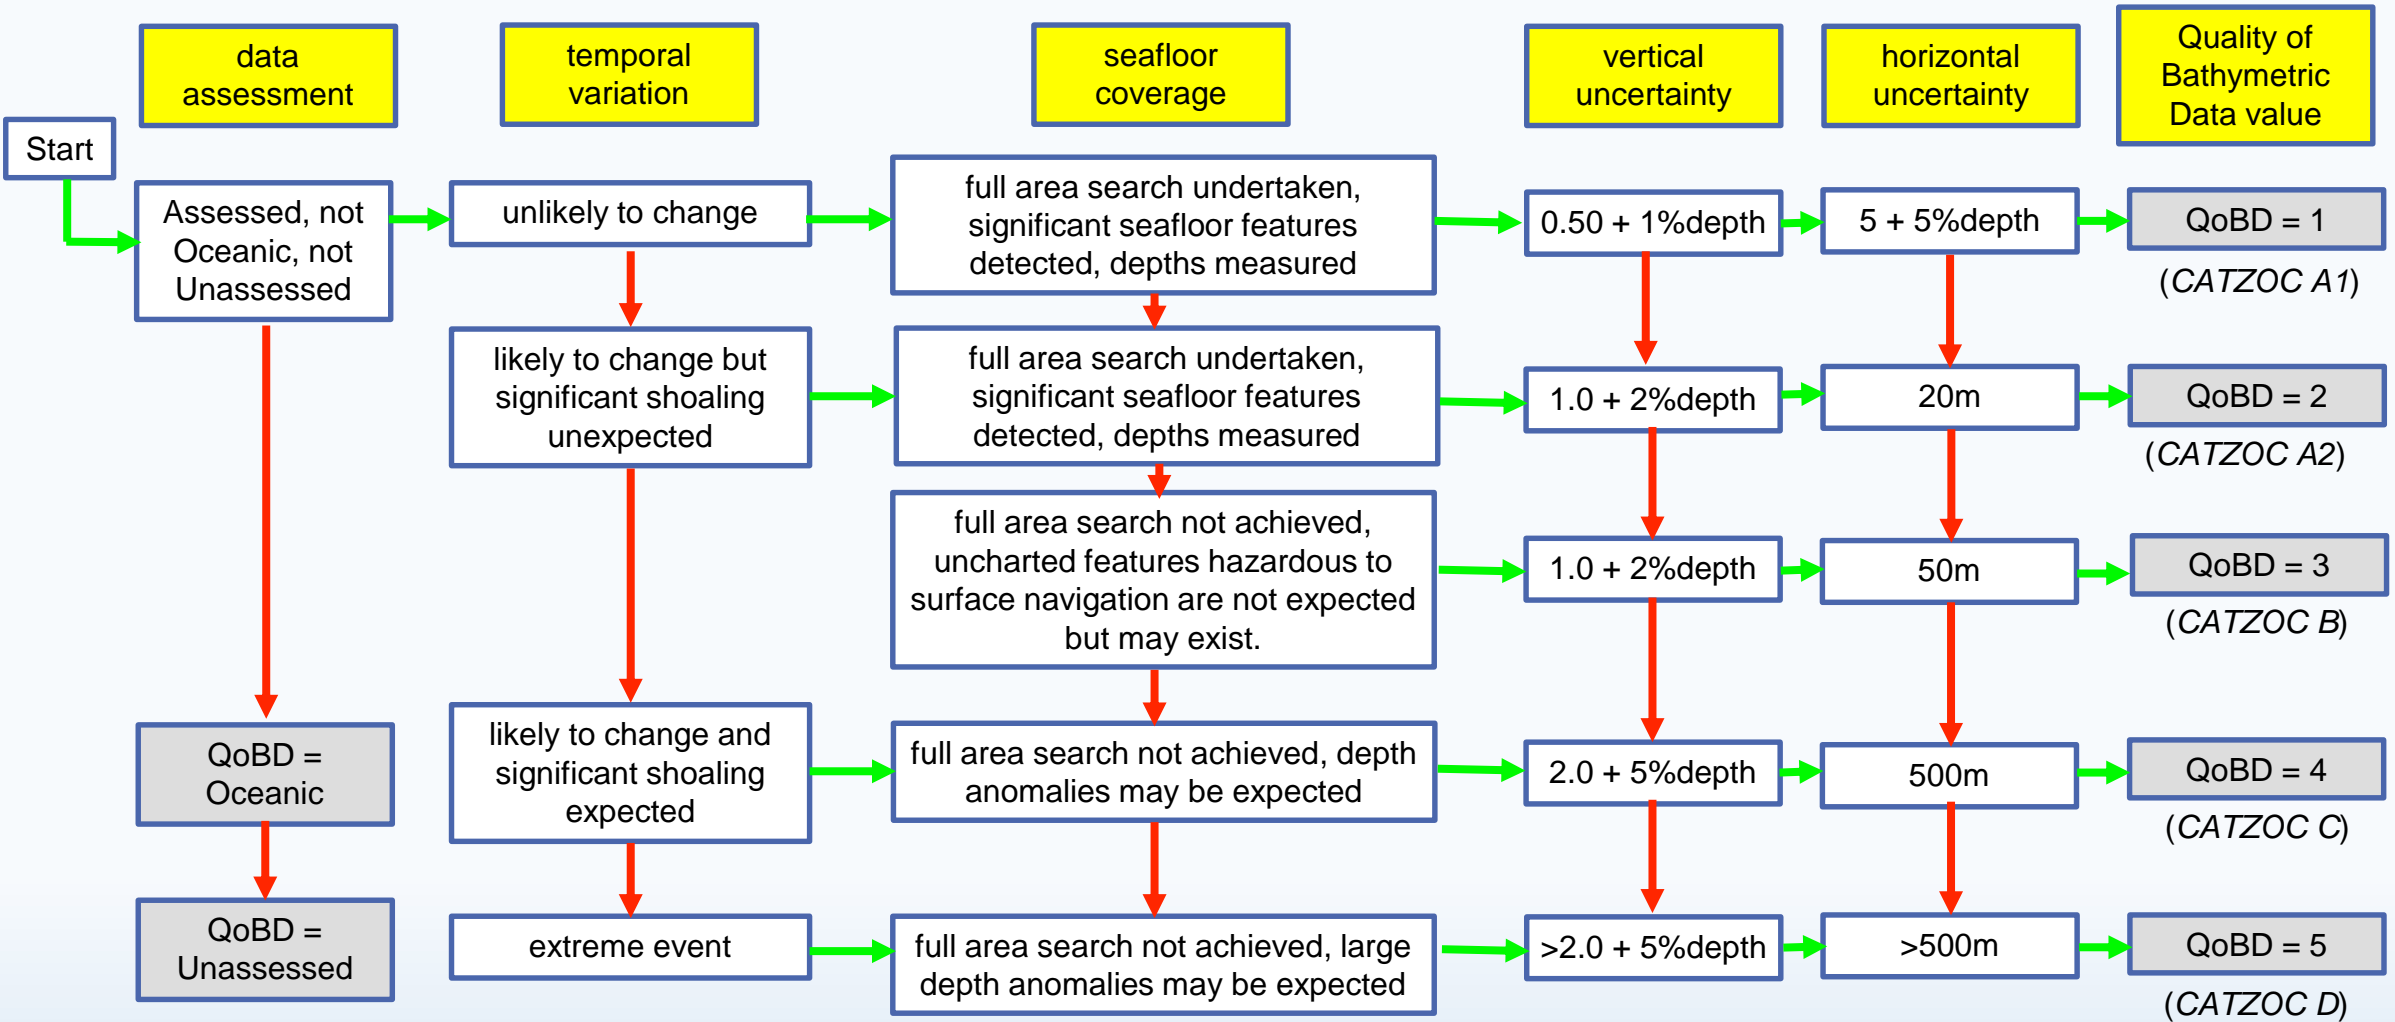 data
assessment
temporal
variation
seafloor
coverage
vertical
uncertainty
horizontal
uncertainty
Quality of
Bathymetric
Data value
Start
Assessed, not
Oceanic, not
Unassessed
unlikely to change
full area search undertaken,
significant seafloor features
detected, depths measured
0.50 + 1%depth
5 + 5%depth
QoBD = 1
(CATZOC A1)
likely to change but
significant shoaling
unexpected
full area search undertaken,
significant seafloor features
detected, depths measured
1.0 + 2%depth
20m
QoBD = 2
(CATZOC A2)
full area search not achieved,
uncharted features hazardous to
surface navigation are not expected
but may exist.
1.0 + 2%depth
50m
QoBD = 3
(CATZOC B)
QoBD =
Oceanic
likely to change and
significant shoaling
expected
full area search not achieved, depth
anomalies may be expected
2.0 + 5%depth
500m
QoBD = 4
(CATZOC C)
QoBD =
Unassessed
extreme event
full area search not achieved, large
depth anomalies may be expected
>2.0 + 5%depth
>500m
QoBD = 5
(CATZOC D)